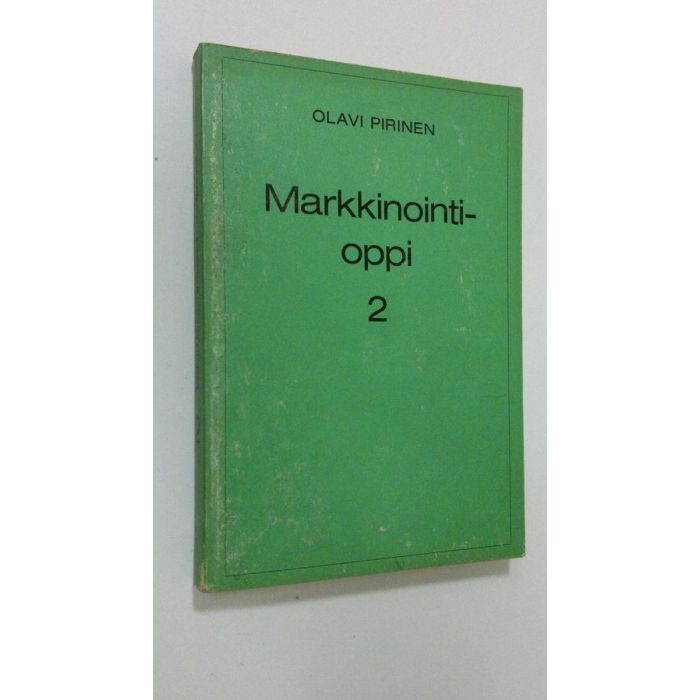 OLAVI PIRINEN
Markkinointi-
oppi
2